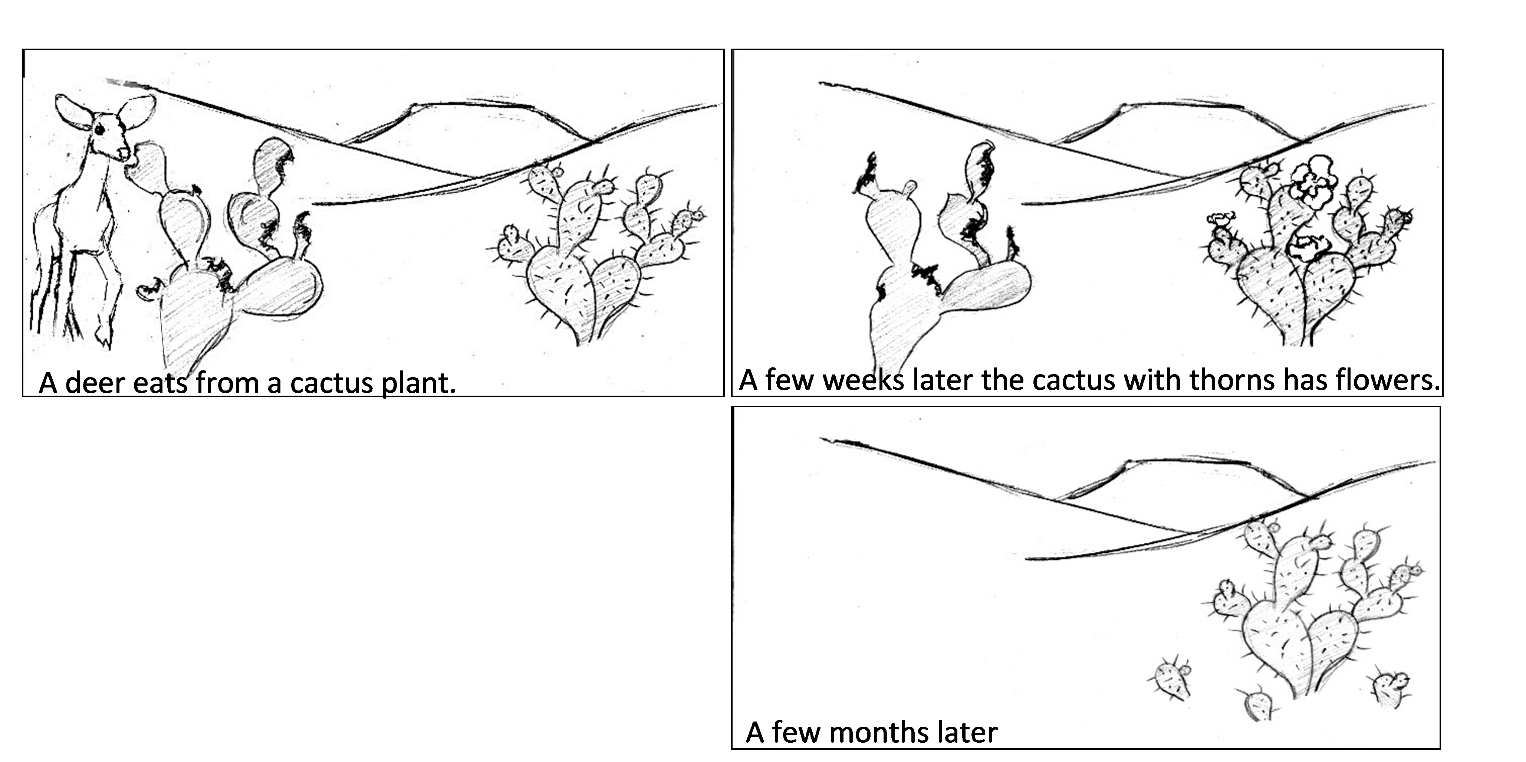 A deer eats from a cactus plant.
A few weeks later the cactus with thorns has flowers.
A few months later